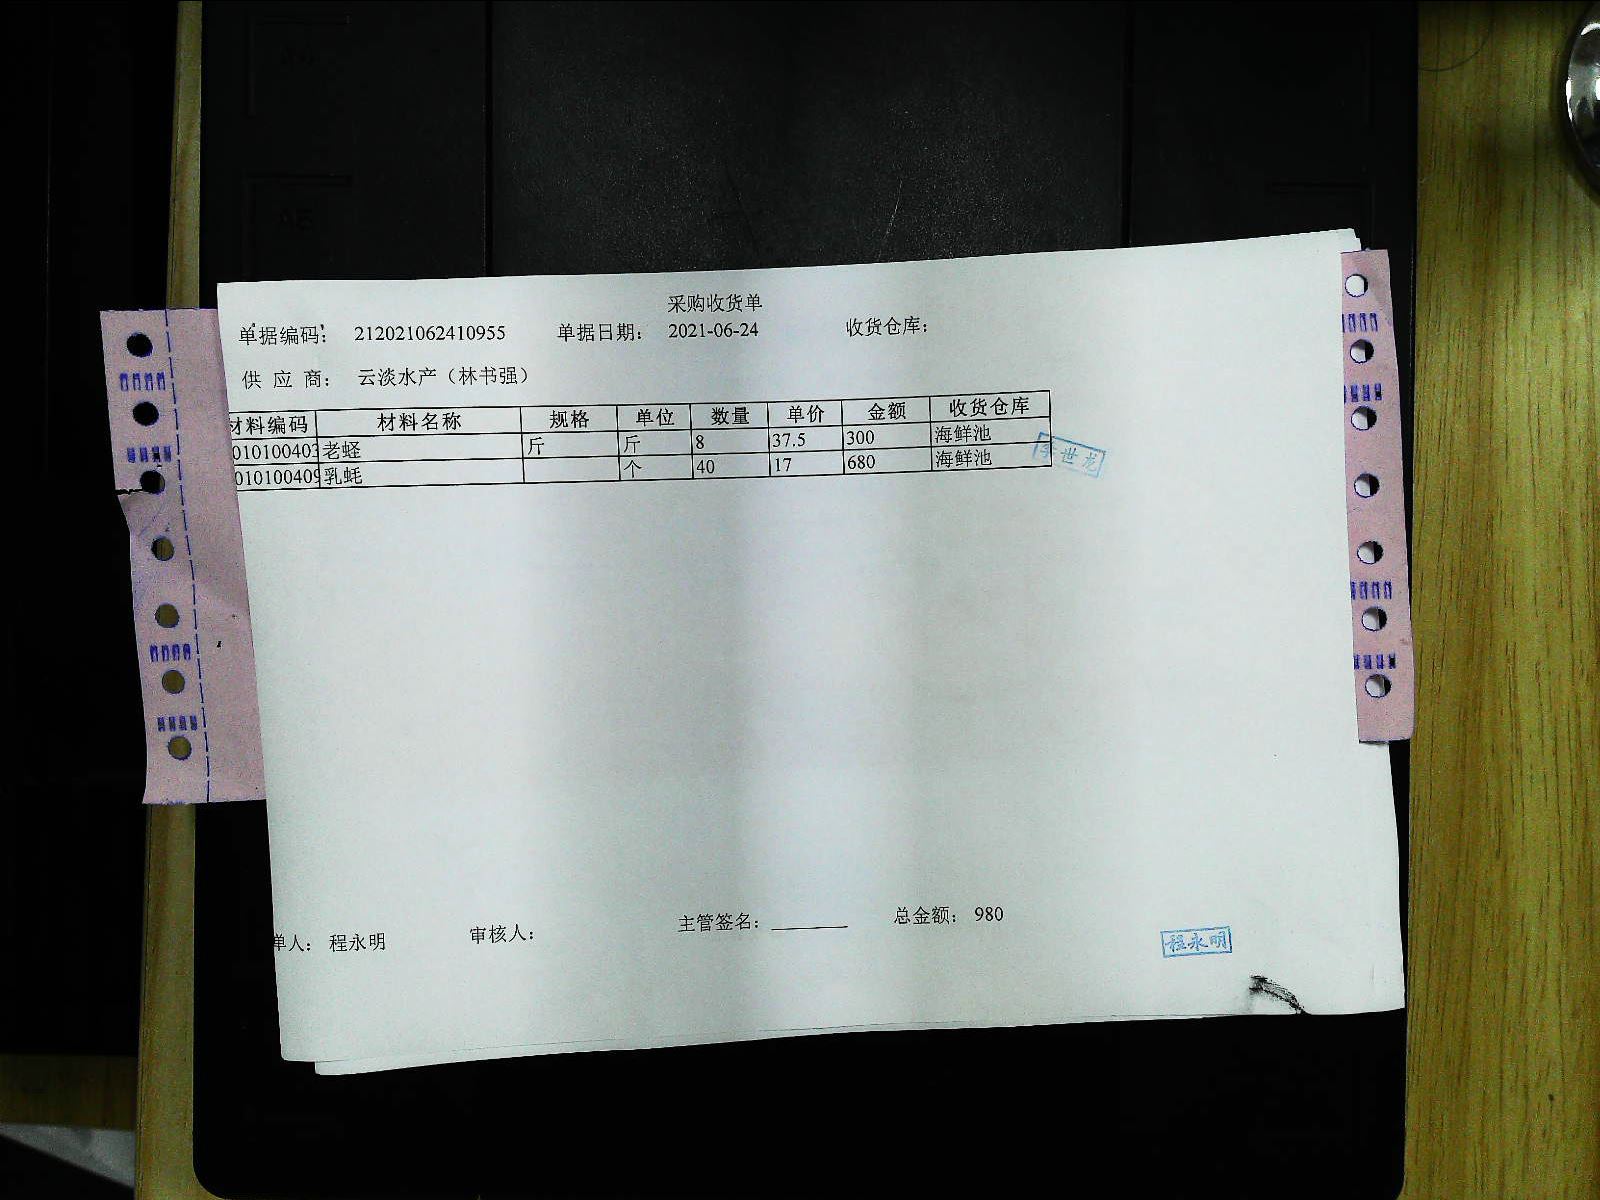 采购收货单
单据编码： 212021062410955 单据日期： 2021-06-24 收货仓库：
供 应 商： 云淡水产（林书强）
材料编码 材料名称 规格 单位 数量 单价 金额 收货仓库
010100403 老蛏 斤 斤 8 37.5 300 海鲜池
010100409 乳蚝 个 40 17 680 海鲜池
李世龙
单人： 程永明 审核人： 主管签名： 总金额： 980
程永明